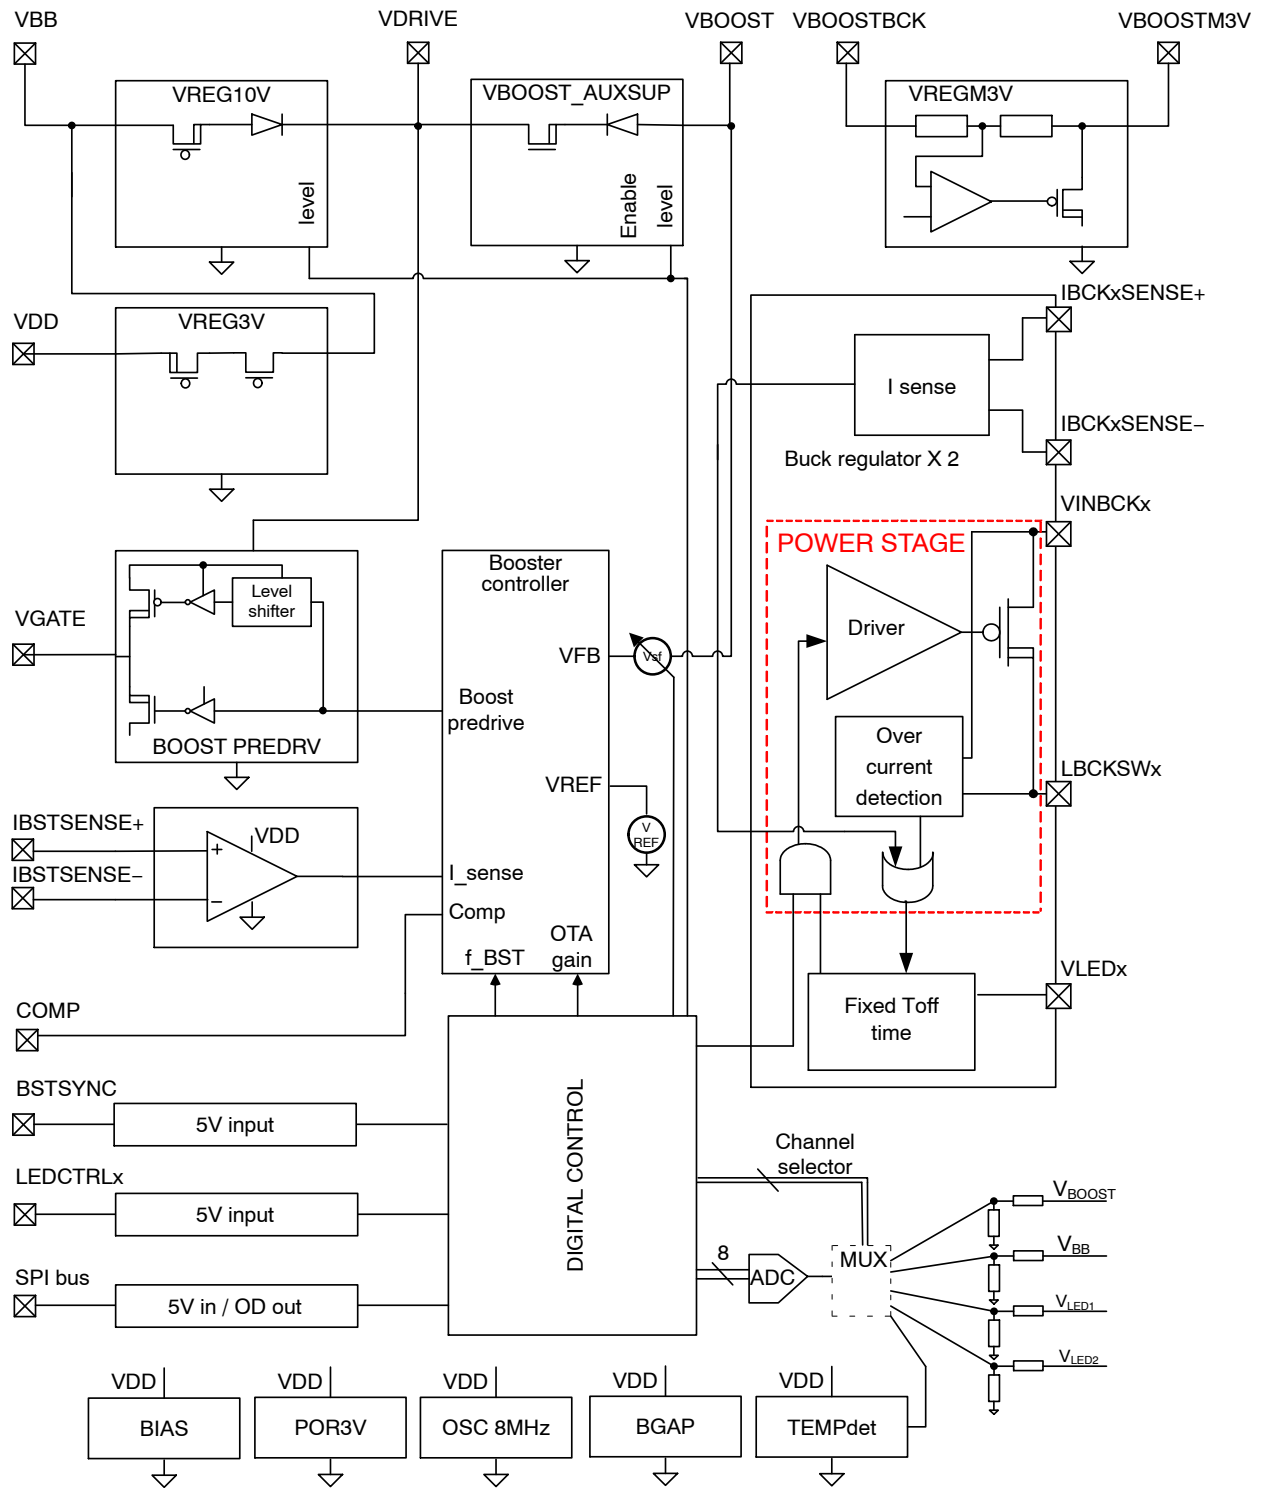 VBB
VDRIVE
VBOOST
VBOOSTBCK
VBOOSTM3V
VREG10V
level
VBOOST_AUXSUP
Enable
level
VREGM3V
VDD
VREG3V
IBCKxSENSE+
I sense
IBCKxSENSE−
Buck regulator X 2
VINBCKx
POWER STAGE
Driver
Over
current
detection
LBCKSWx
VLEDx
Fixed Toff
time
VGATE
Level
shifter
BOOST PREDRV
Booster
controller
VFB
Vsf
Boost
predrive
VREF
V
REF
I_sense
Comp
OTA
gain
f_BST
IBSTSENSE+
IBSTSENSE−
VDD
+
−
COMP
BSTSYNC
5V input
LEDCTRLx
5V input
SPI bus
5V in / OD out
DIGITAL CONTROL
Channel
selector
8
ADC
MUX
VBOOST
VBB
VLED1
VLED2
VDD
BIAS
VDD
POR3V
VDD
OSC 8MHz
VDD
BGAP
VDD
TEMPdet